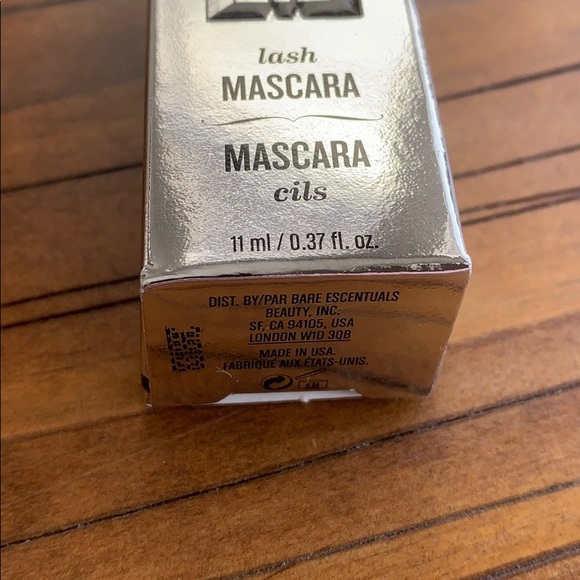 lash
MASCARA
MASCARA
cils
11 ml / 0.37 fl. oz.
DIST. BY/PAR BARE ESCENTUALS
BEAUTY, INC.
SF, CA 94105, USA
LONDON W1D 3QB
MADE IN USA.
FABRIQUÉ AUX ÉTATS-UNIS.
6M